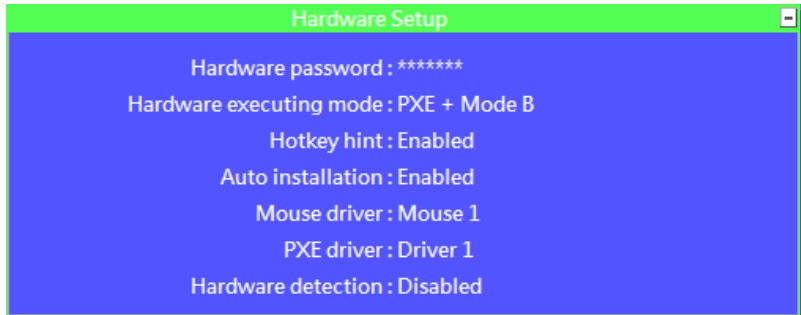 Hardware Setup
Hardware password : *******
Hardware executing mode : PXE + Mode B
Hotkey hint : Enabled
Auto installation : Enabled
Mouse driver : Mouse 1
PXE driver : Driver 1
Hardware detection : Disabled